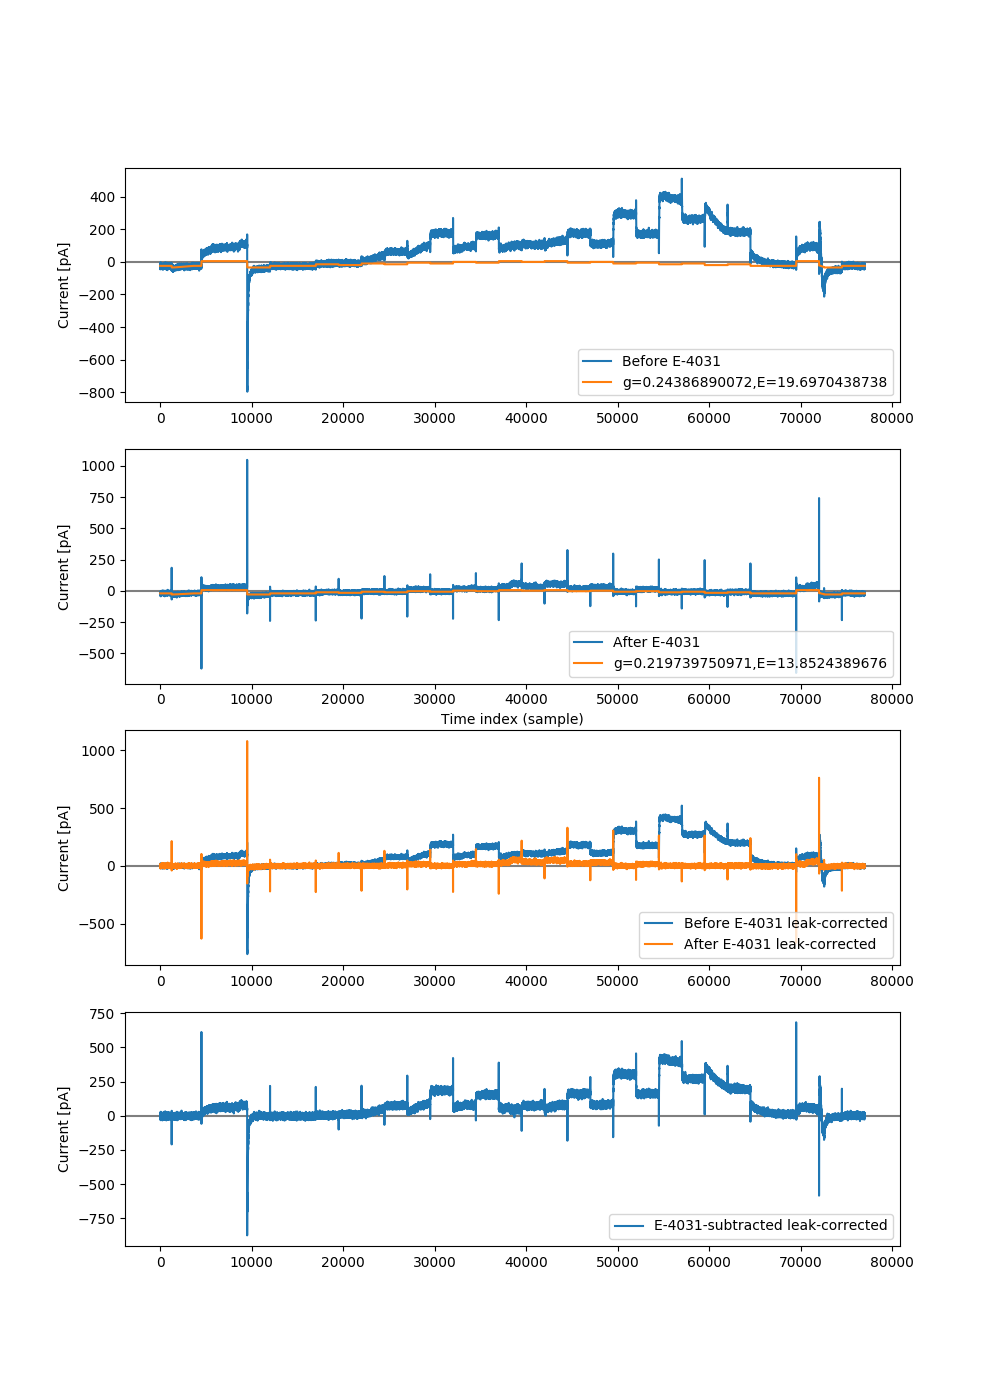 400
200
0
−200
−400
−600
−800
Current [pA]
Before E-4031
g=0.24386890072,E=19.6970438738
0 10000 20000 30000 40000 50000 60000 70000 80000
1000
750
500
250
0
−250
−500
Current [pA]
After E-4031
g=0.219739750971,E=13.8524389676
0 10000 20000 30000 40000 50000 60000 70000 80000
Time index (sample)
1000
500
0
−500
Current [pA]
Before E-4031 leak-corrected
After E-4031 leak-corrected
0 10000 20000 30000 40000 50000 60000 70000 80000
750
500
250
0
−250
−500
−750
Current [pA]
E-4031-subtracted leak-corrected
0 10000 20000 30000 40000 50000 60000 70000 80000